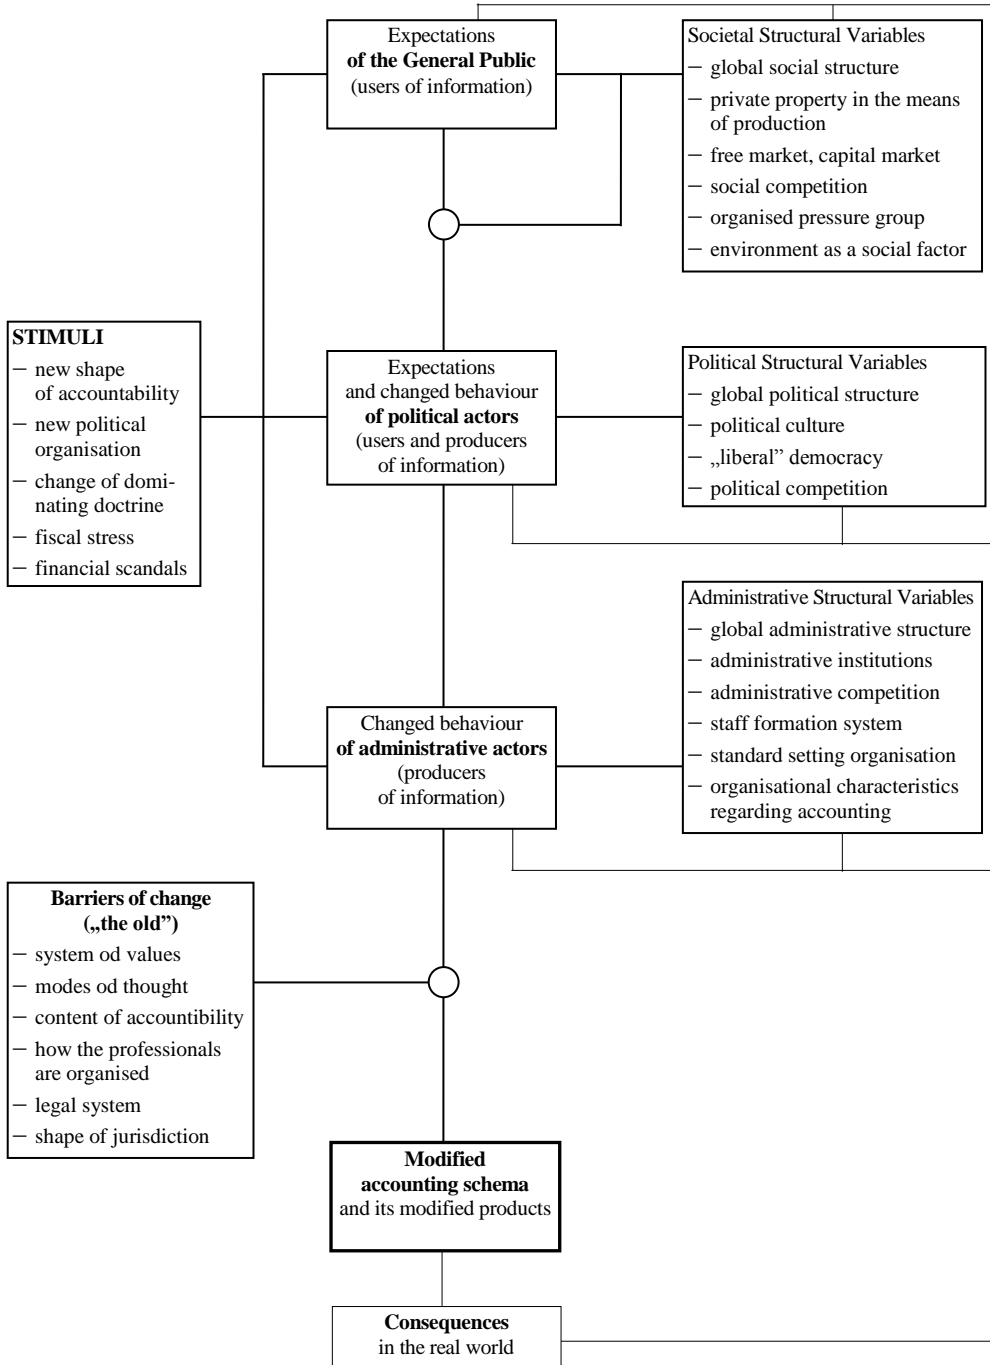 Expectations
of the General Public
(users of information)
Societal Structural Variables
– global social structure
– private property in the means
of production
– free market, capital market
– social competition
– organised pressure group
– environment as a social factor
STIMULI
– new shape
of accountability
– new political
organisation
– change of domi-
nating doctrine
– fiscal stress
– financial scandals
Expectations
and changed behaviour
of political actors
(users and producers
of information)
Political Structural Variables
– global political structure
– political culture
– „liberal” democracy
– political competition
Changed behaviour
of administrative actors
(producers
of information)
Administrative Structural Variables
– global administrative structure
– administrative institutions
– administrative competition
– staff formation system
– standard setting organisation
– organisational characteristics
regarding accounting
Barriers of change
(„the old”)
– system od values
– modes od thought
– content of accountibility
– how the professionals
are organised
– legal system
– shape of jurisdiction
Modified
accounting schema
and its modified products
Consequences
in the real world